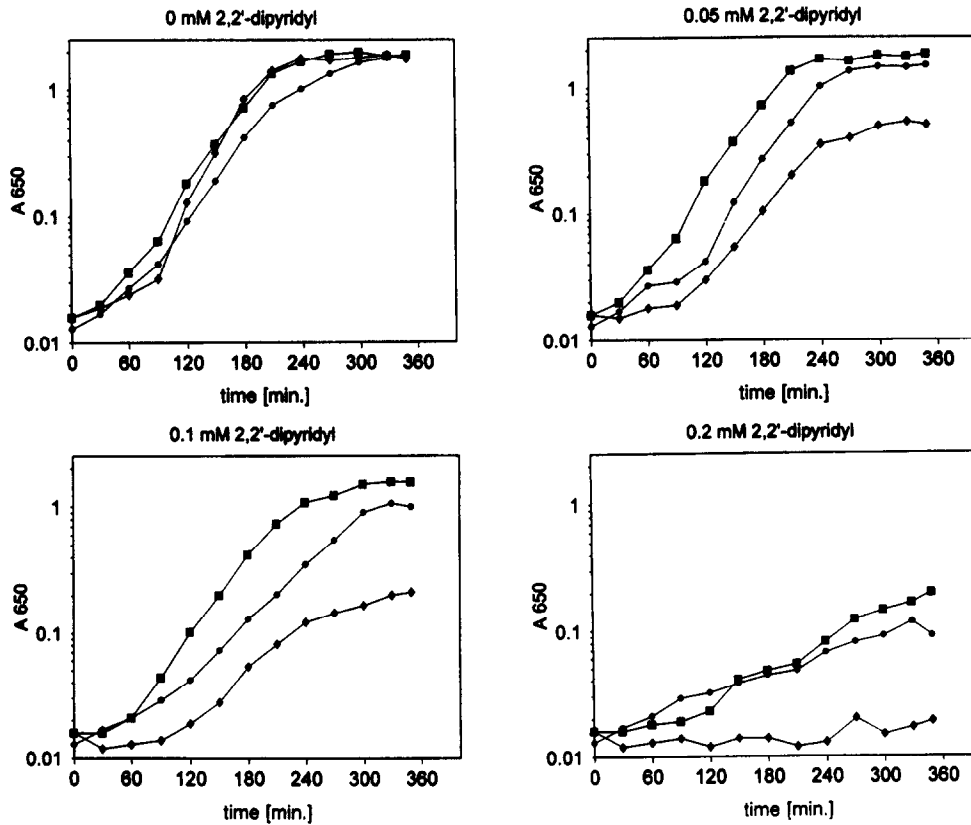 0 mM 2,2'-dipyridyl
A 650
1
0.1
0.01
0 60 120 180 240 300 360
time [min.]
0.05 mM 2,2'-dipyridyl
A 650
1
0.1
0.01
0 60 120 180 240 300 360
time [min.]
0.1 mM 2,2'-dipyridyl
A 650
1
0.1
0.01
0 60 120 180 240 300 360
time [min.]
0.2 mM 2,2'-dipyridyl
A 650
1
0.1
0.01
0 60 120 180 240 300 360
time [min.]